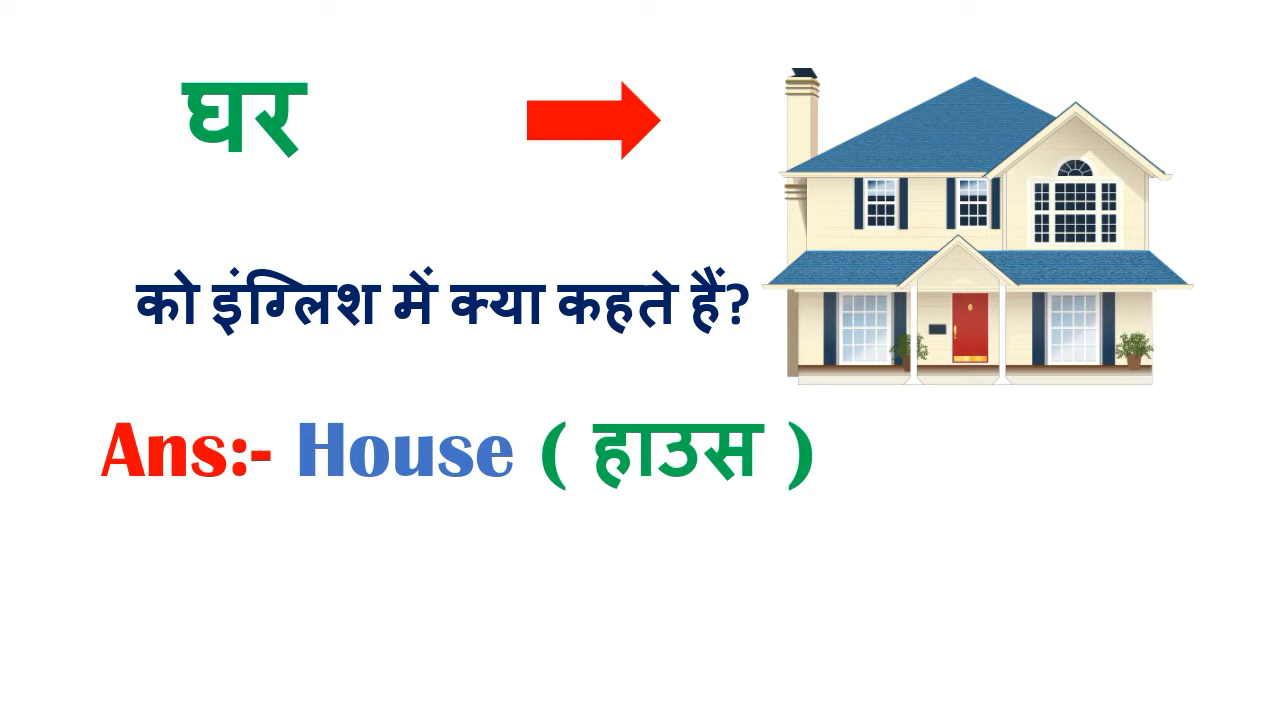 घर
को इंग्लिश में क्या कहते हैं?
Ans:- House ( हाउस )